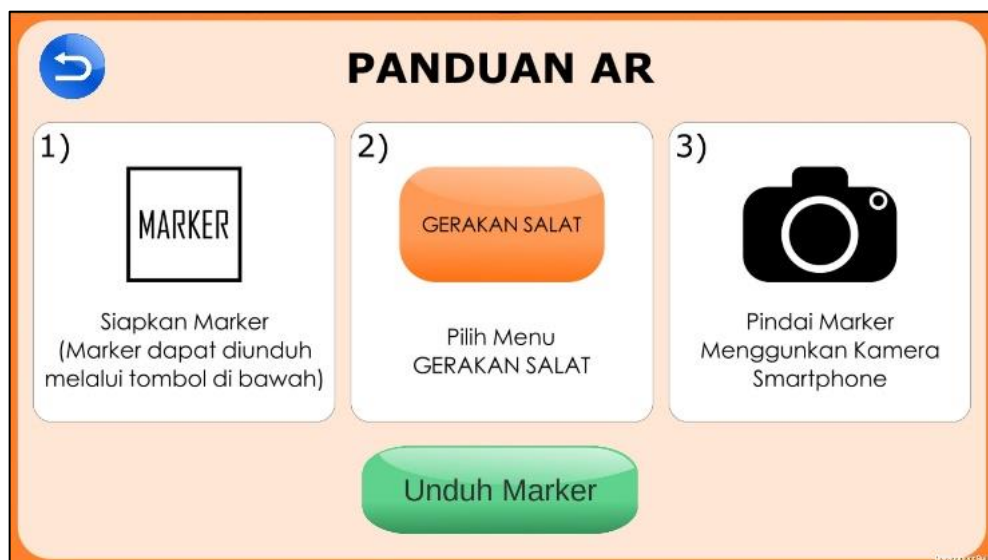 PANDUAN AR
1)
MARKER
Siapkan Marker
(Marker dapat diunduh
melalui tombol di bawah)
2)
GERAKAN SALAT
Pilih Menu
GERAKAN SALAT
3)
Pindai Marker
Menggunkan Kamera
Smartphone
Unduh Marker